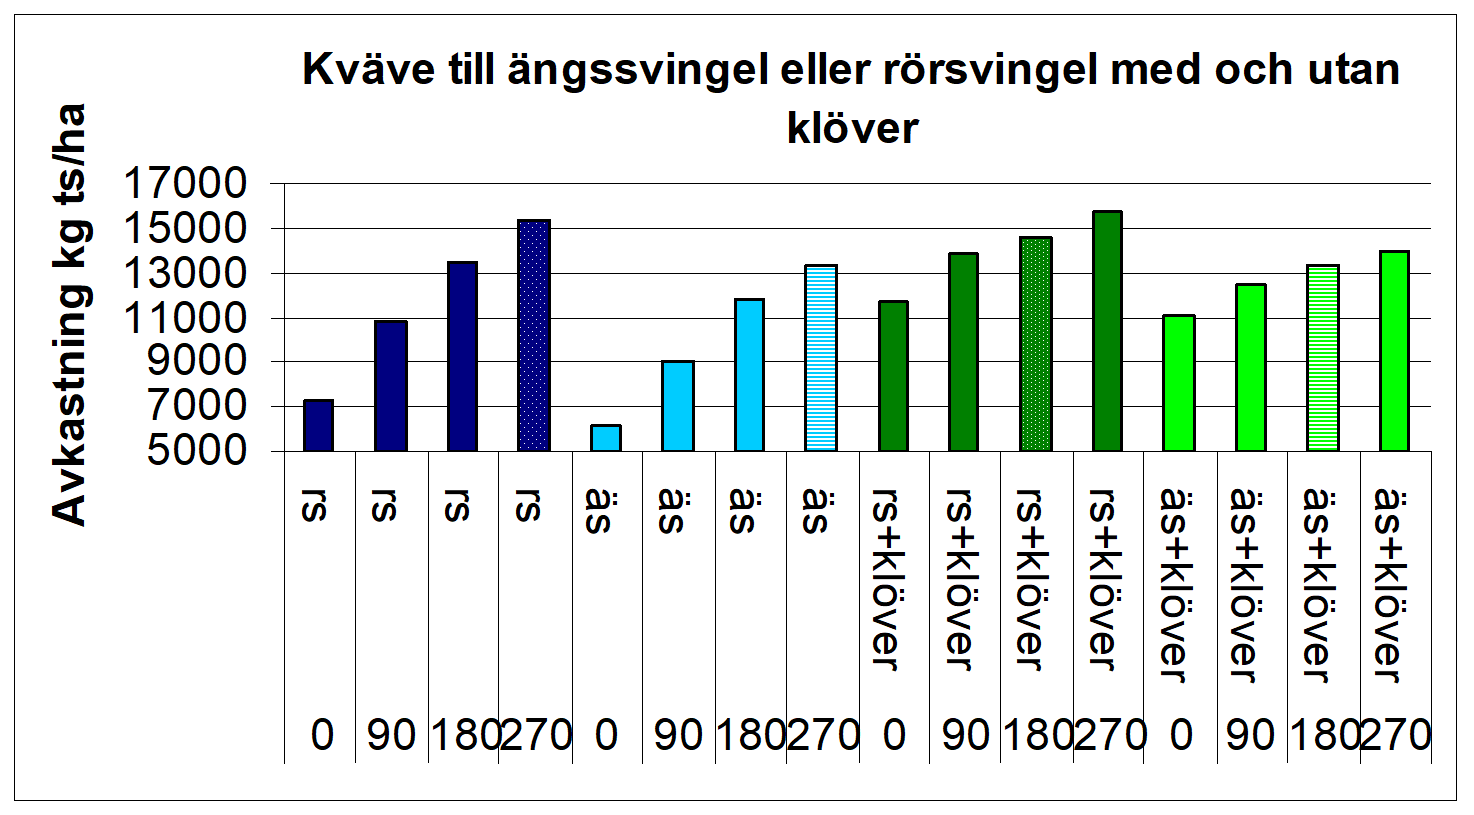 Kväve till ängssvingel eller rörsvingel med och utan
klöver
Avkastning kg ts/ha
17000
15000
13000
11000
9000
7000
5000
rs rs rs rs äs äs äs äs rs+klöver rs+klöver rs+klöver rs+klöver äs+klöver äs+klöver äs+klöver äs+klöver
0 90 180 270 0 90 180 270 0 90 180 270 0 90 180 270